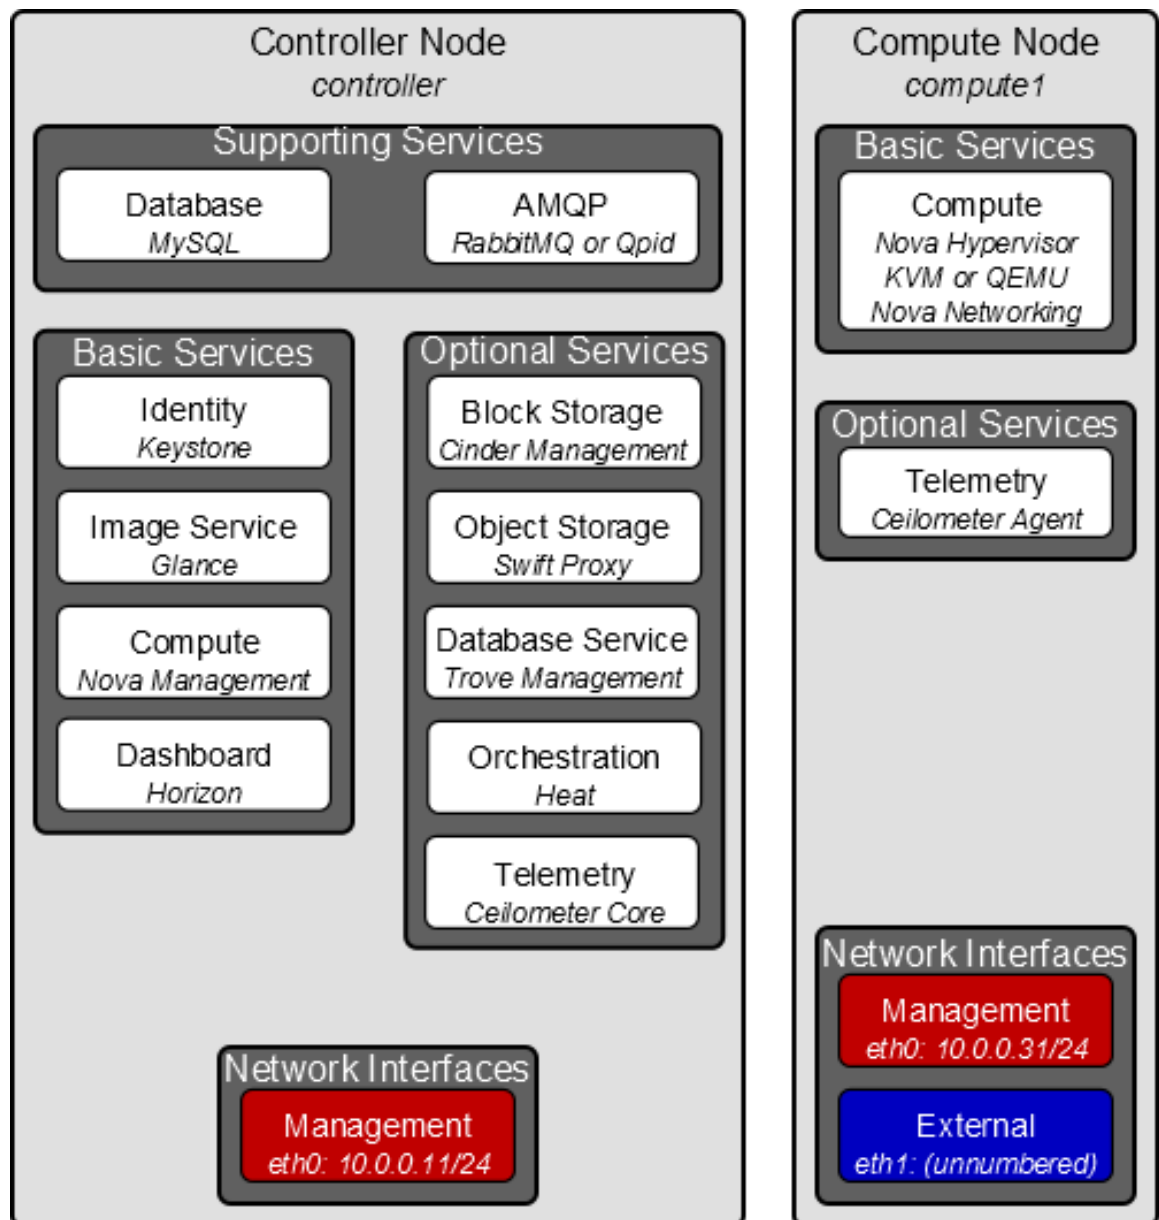 Controller Node
controller
Supporting Services
Database
MySQL
AMQP
RabbitMQ or Qpid
Basic Services
Identity
Keystone
Image Service
Glance
Compute
Nova Management
Dashboard
Horizon
Optional Services
Block Storage
Cinder Management
Object Storage
Swift Proxy
Database Service
Trove Management
Orchestration
Heat
Telemetry
Ceilometer Core
Network Interfaces
Management
eth0: 10.0.0.11/24
Compute Node
compute1
Basic Services
Compute
Nova Hypervisor
KVM or QEMU
Nova Networking
Optional Services
Telemetry
Ceilometer Agent
Network Interfaces
Management
eth0: 10.0.0.31/24
External
eth1: (unnumbered)